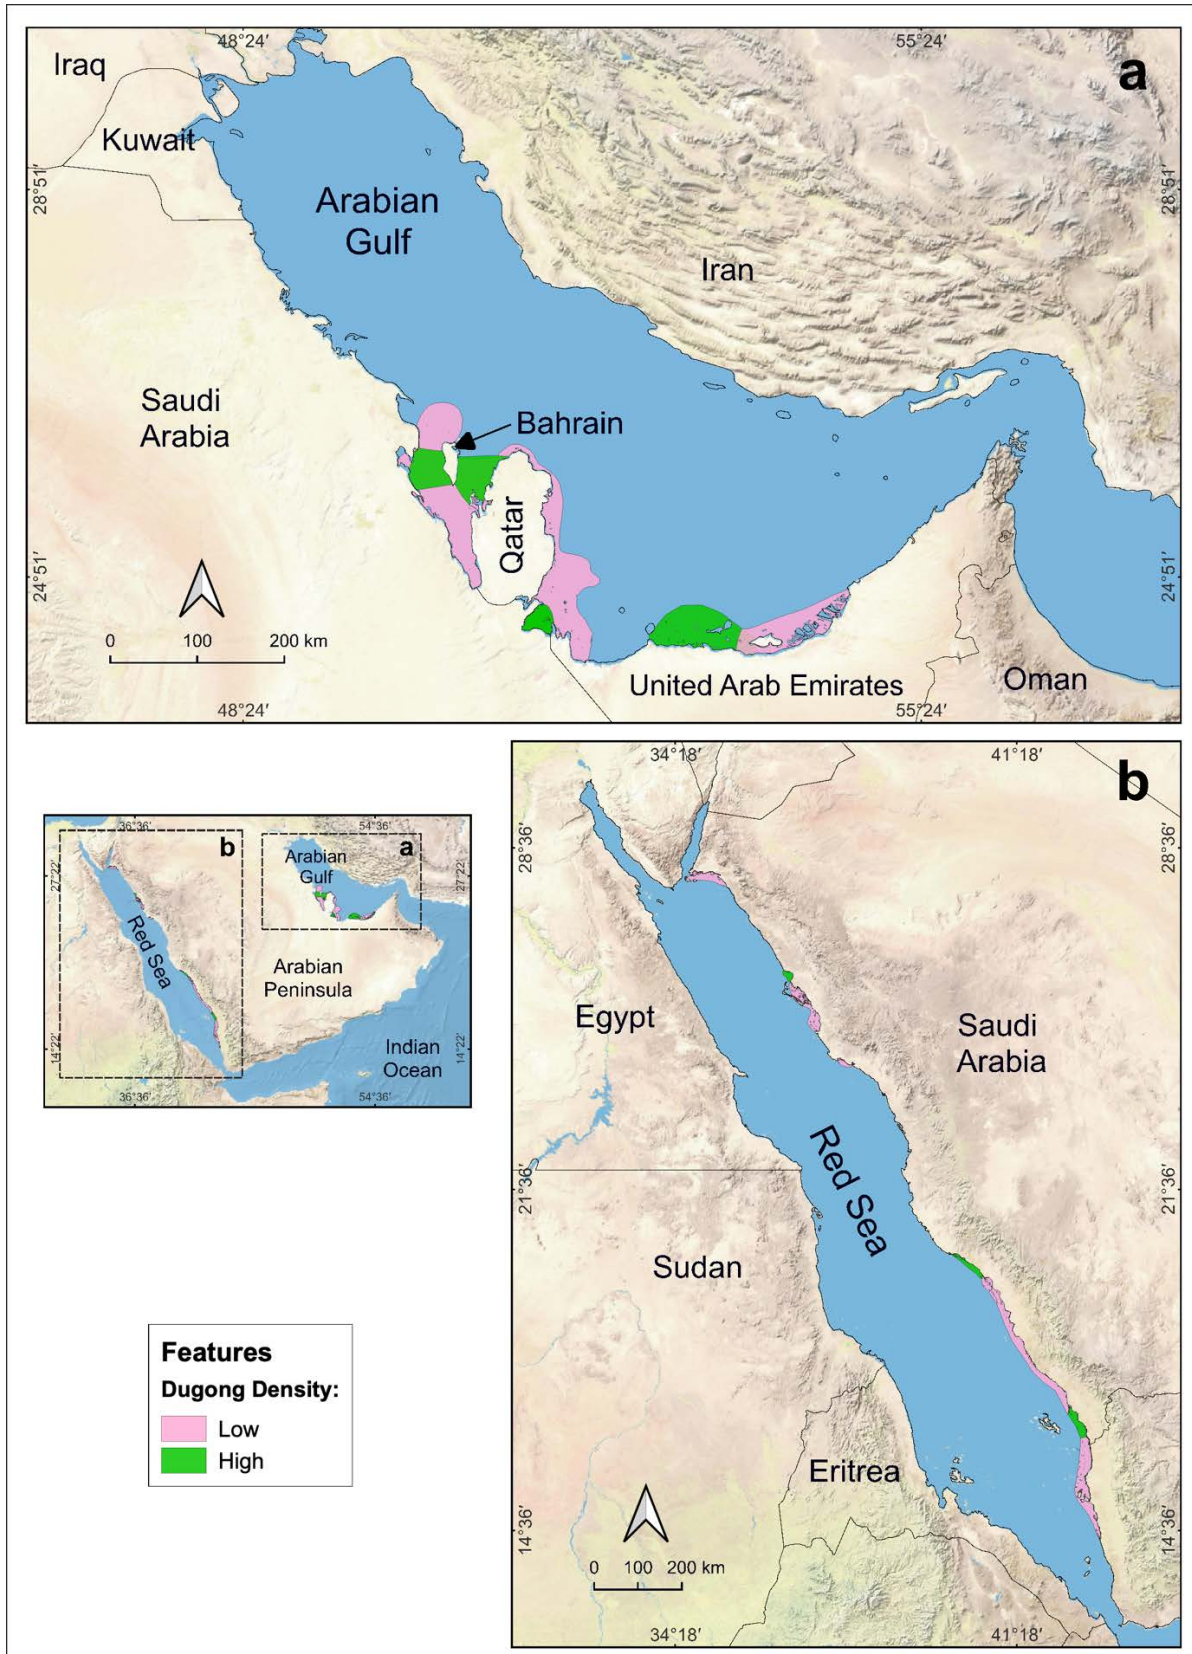 48°24′
55°24′
a
Iraq
Kuwait
28°51′
28°51′
Arabian
Gulf
Iran
Saudi
Arabia
Bahrain
Qatar
24°51′
24°51′
0 100 200 km
United Arab Emirates
Oman
48°24′
55°24′
34°18′
41°18′
b
28°36′
28°36′
Egypt
Saudi
Arabia
Red Sea
21°36′
21°36′
Sudan
Eritrea
14°36′
14°36′
0 100 200 km
34°18′
41°18′
36°36′
54°36′
b
a
27°22′
27°22′
Arabian
Gulf
Red Sea
Arabian
Peninsula
14°22′
14°22′
Indian
Ocean
36°36′
54°36′
Features
Dugong Density:
Low
High